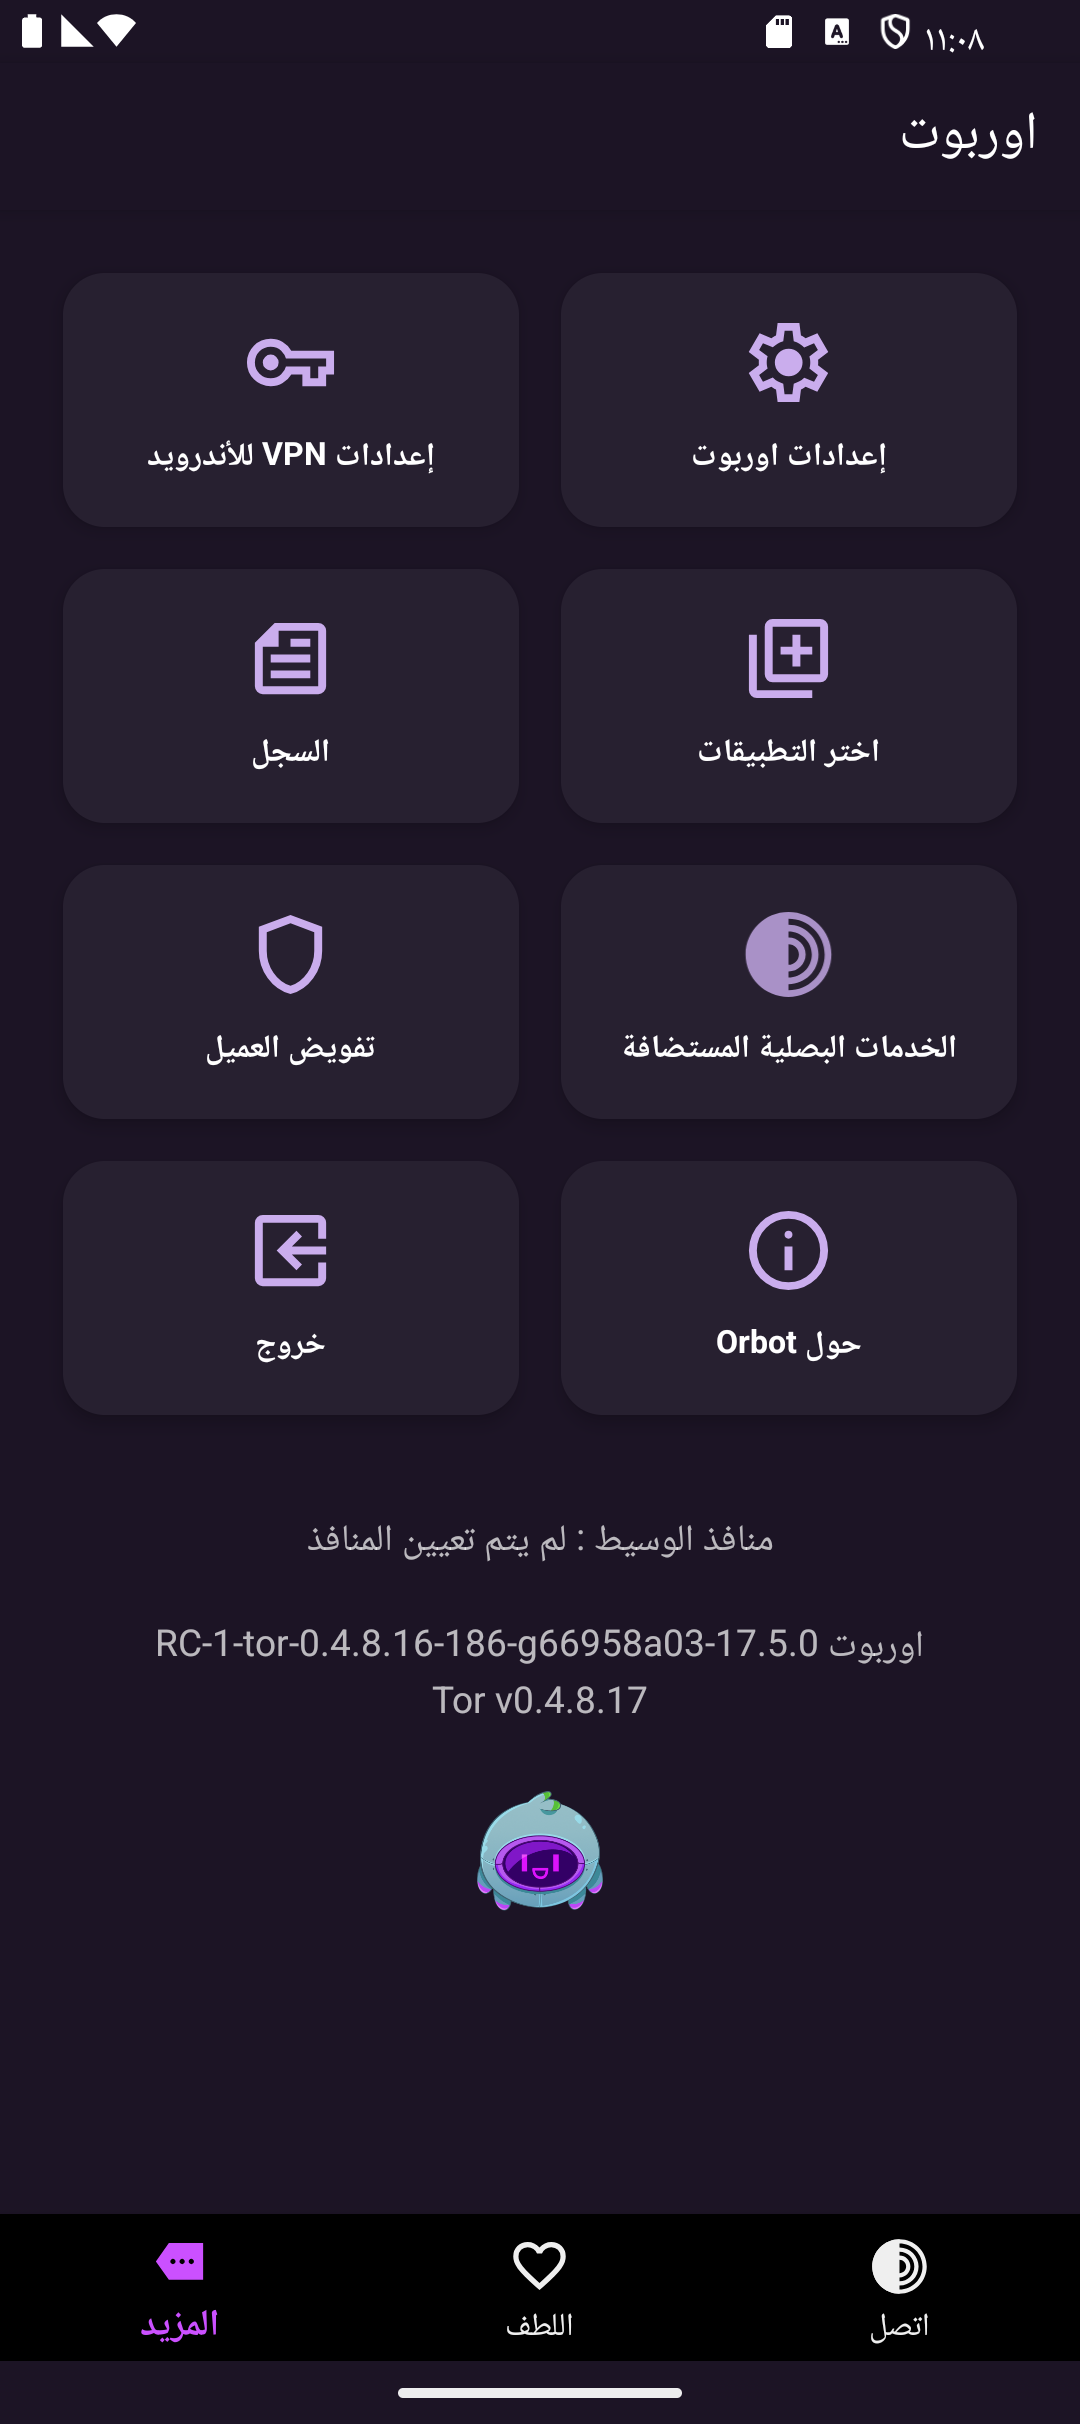 ١١:٠٨
اوربوت
إعدادات اوربوت
إعدادات VPN للأندرويد
اختر التطبيقات
السجل
الخدمات البصلية المستضافة
تفويض العميل
حول Orbot
خروج
منافذ الوسيط : لم يتم تعيين المنافذ
اوربوت 17.5.0-RC-1-tor-0.4.8.16-186-g66958a03
Tor v0.4.8.17
اتصل
اللطف
المزيد